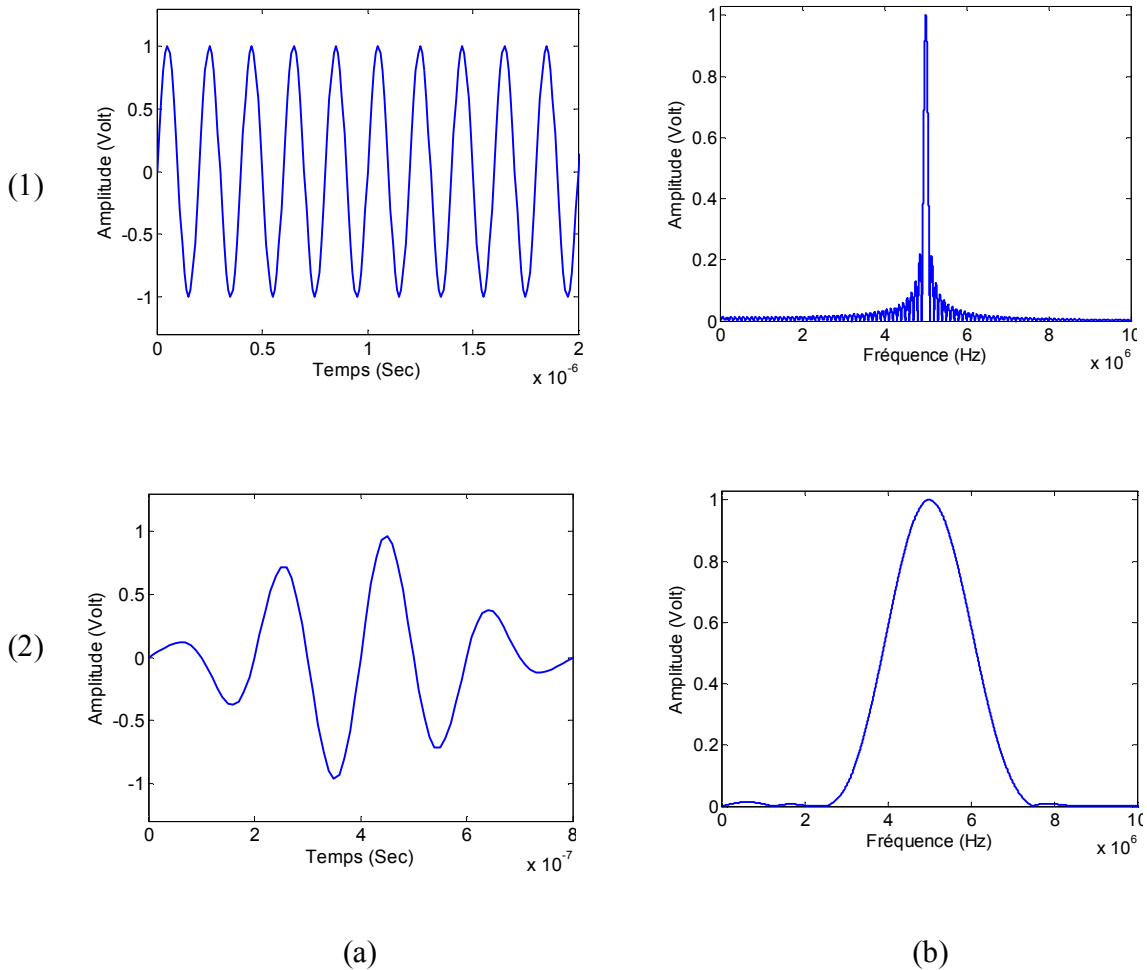 (1)
Amplitude (Volt)
1
0.5
0
-0.5
-1
0 0.5 1 1.5 2
Temps (Sec)
x 10^-6
Amplitude (Volt)
1
0.8
0.6
0.4
0.2
0
0 2 4 6 8 10
Fréquence (Hz)
x 10^6
(2)
Amplitude (Volt)
1
0.5
0
-0.5
-1
0 2 4 6 8
Temps (Sec)
x 10^-7
Amplitude (Volt)
1
0.8
0.6
0.4
0.2
0
0 2 4 6 8 10
Fréquence (Hz)
x 10^6
(a) (b)